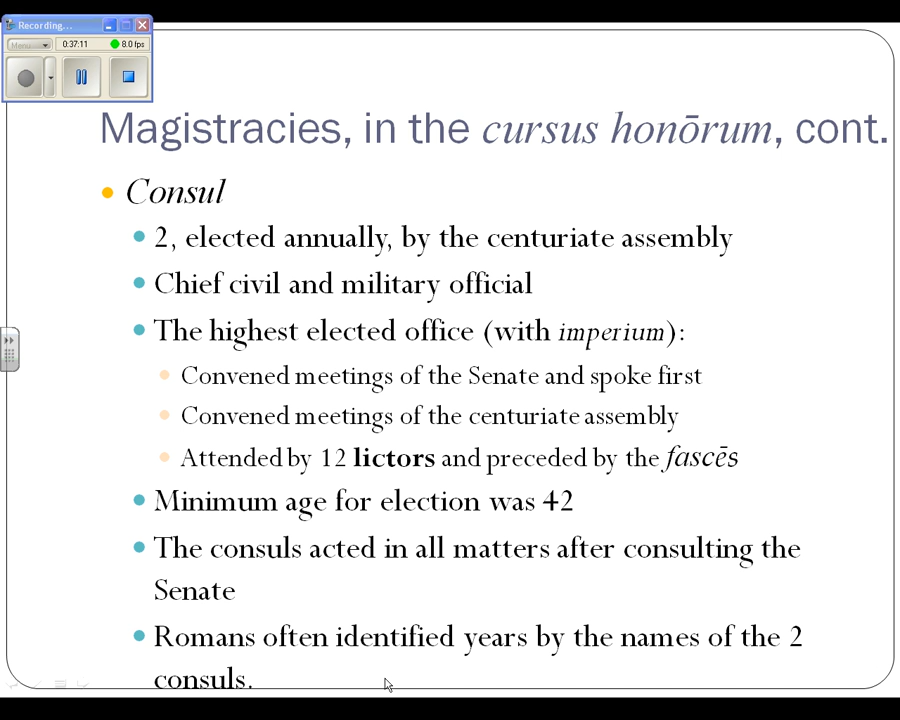 Recording...
Menu
0:37:11
8.0 fps
Magistracies, in the cursus honōrum, cont.
Consul
2, elected annually, by the centuriate assembly
Chief civil and military official
The highest elected office (with imperium):
Convened meetings of the Senate and spoke first
Convened meetings of the centuriate assembly
Attended by 12 lictors and preceded by the fascēs
Minimum age for election was 42
The consuls acted in all matters after consulting the
Senate
Romans often identified years by the names of the 2
consuls.